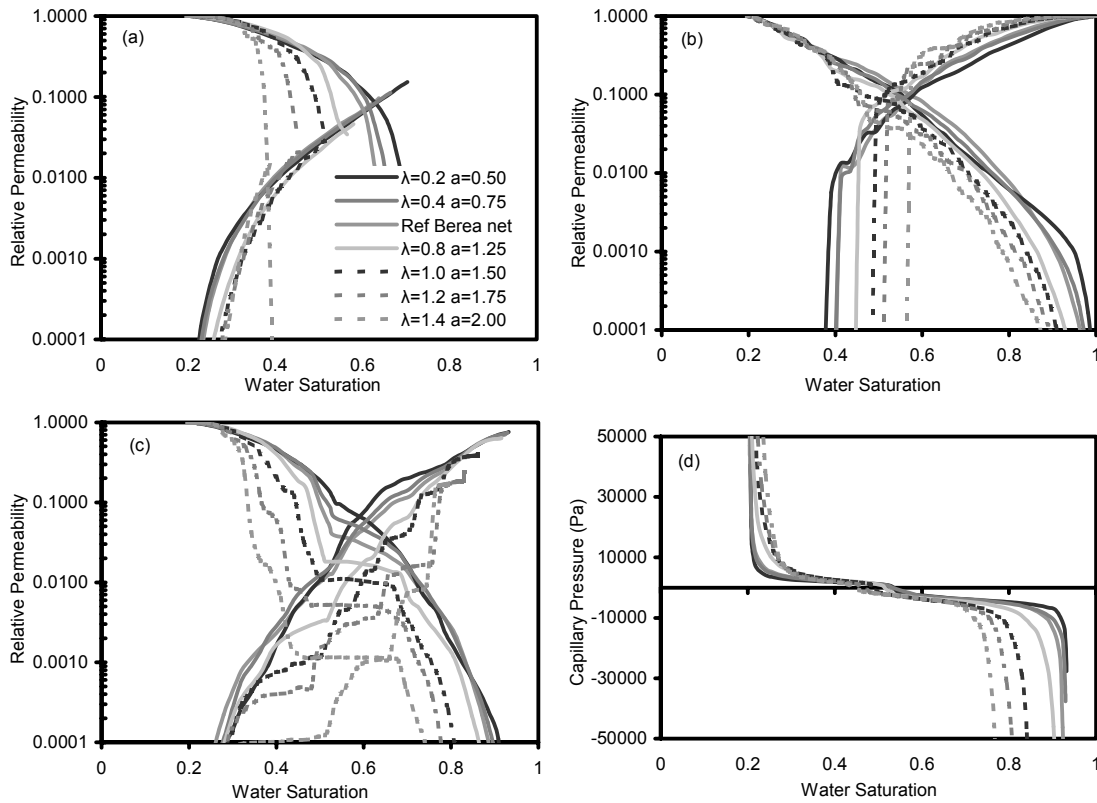 (a)
1.0000
0.1000
0.0100
0.0010
0.0001
Relative Permeability
0
0.2
0.4
0.6
0.8
1
Water Saturation
λ=0.2 a=0.50
λ=0.4 a=0.75
Ref Berea net
λ=0.8 a=1.25
λ=1.0 a=1.50
λ=1.2 a=1.75
λ=1.4 a=2.00
(b)
1.0000
0.1000
0.0100
0.0010
0.0001
Relative Permeability
0
0.2
0.4
0.6
0.8
1
Water Saturation
(c)
1.0000
0.1000
0.0100
0.0010
0.0001
Relative Permeability
0
0.2
0.4
0.6
0.8
1
Water Saturation
(d)
50000
30000
10000
-10000
-30000
-50000
Capillary Pressure (Pa)
0
0.2
0.4
0.6
0.8
1
Water Saturation